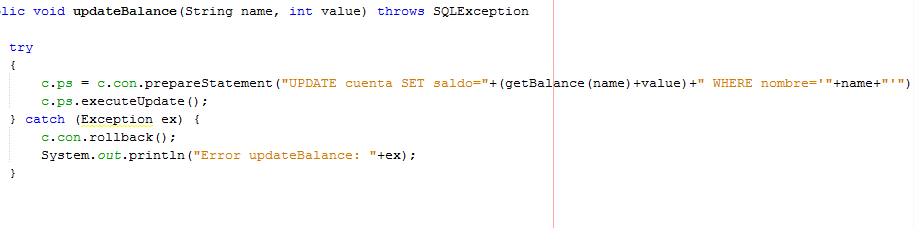 lic void updateBalance(String name, int value) throws SQLException
try
{
c.ps = c.con.prepareStatement("UPDATE cuenta SET saldo="+(getBalance(name)+value)+" WHERE nombre='"+name+"'")
c.ps.executeUpdate();
} catch (Exception ex) {
c.con.rollback();
System.out.println("Error updateBalance: "+ex);
}